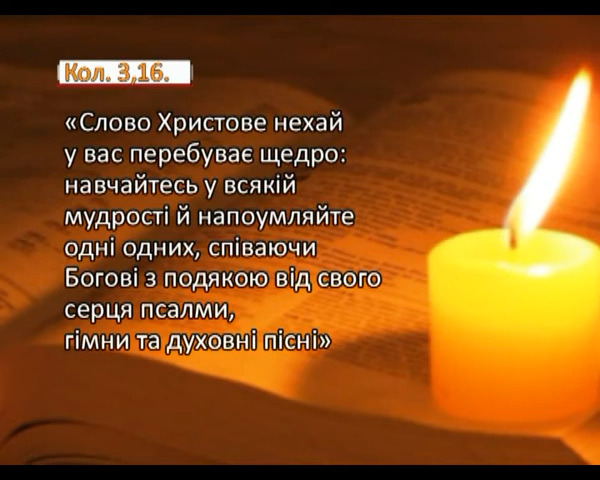 Кол. 3,16.
«Слово Христове нехай
у вас перебуває щедро:
навчайтесь у всякій
мудрості й напоумляйте
одні одних, співаючи
Богові з подякою від свого
серця псалми,
гімни та духовні пісні»